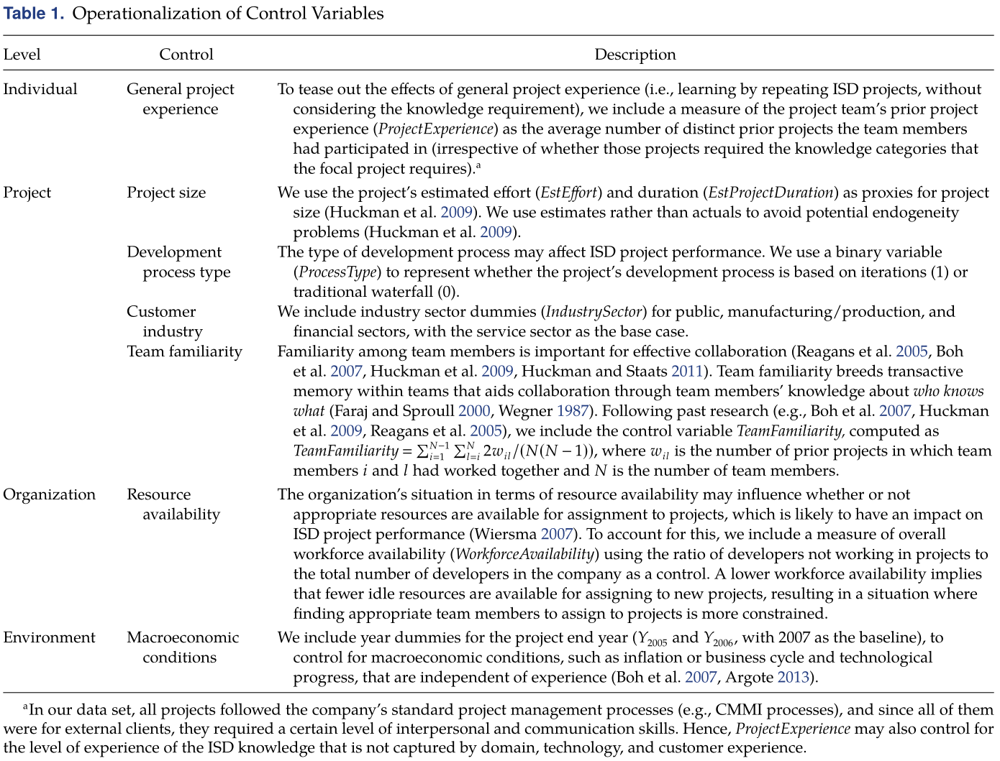 Table 1. Operationalization of Control Variables
Level Control Description
Individual General project To tease out the effects of general project experience (i.e., learning by repeating ISD projects, without
experience considering the knowledge requirement), we include a measure of the project team's prior project
experience (ProjectExperience) as the average number of distinct prior projects the team members
had participated in (irrespective of whether those projects required the knowledge categories that
the focal project requires).ᵃ
Project Project size We use the project's estimated effort (EstEffort) and duration (EstProjectDuration) as proxies for project
size (Huckman et al. 2009). We use estimates rather than actuals to avoid potential endogeneity
problems (Huckman et al. 2009).
Development The type of development process may affect ISD project performance. We use a binary variable
process type (ProcessType) to represent whether the project's development process is based on iterations (1) or
traditional waterfall (0).
Customer We include industry sector dummies (IndustrySector) for public, manufacturing/production, and
industry financial sectors, with the service sector as the base case.
Team familiarity Familiarity among team members is important for effective collaboration (Reagans et al. 2005, Boh
et al. 2007, Huckman et al. 2009, Huckman and Staats 2011). Team familiarity breeds transactive
memory within teams that aids collaboration through team members' knowledge about who knows
what (Faraj and Sproull 2000, Wegner 1987). Following past research (e.g., Boh et al. 2007, Huckman
et al. 2009, Reagans et al. 2005), we include the control variable TeamFamiliarity, computed as
TeamFamiliarity = ∑_{i=1}^{N−1} ∑_{l=i}^{N} 2w_{il}/(N(N − 1)), where w_{il} is the number of prior projects in which team
members i and l had worked together and N is the number of team members.
Organization Resource The organization's situation in terms of resource availability may influence whether or not
availability appropriate resources are available for assignment to projects, which is likely to have an impact on
ISD project performance (Wiersma 2007). To account for this, we include a measure of overall
workforce availability (WorkforceAvailability) using the ratio of developers not working in projects to
the total number of developers in the company as a control. A lower workforce availability implies
that fewer idle resources are available for assigning to new projects, resulting in a situation where
finding appropriate team members to assign to projects is more constrained.
Environment Macroeconomic We include year dummies for the project end year (Y₂₀₀₅ and Y₂₀₀₆, with 2007 as the baseline), to
conditions control for macroeconomic conditions, such as inflation or business cycle and technological
progress, that are independent of experience (Boh et al. 2007, Argote 2013).
ᵃIn our data set, all projects followed the company's standard project management processes (e.g., CMMI processes), and since all of them
were for external clients, they required a certain level of interpersonal and communication skills. Hence, ProjectExperience may also control for
the level of experience of the ISD knowledge that is not captured by domain, technology, and customer experience.